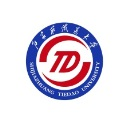 石家庄铁道大学
TD
SHIJIAZHUANG TIEDAO UNIVERSITY